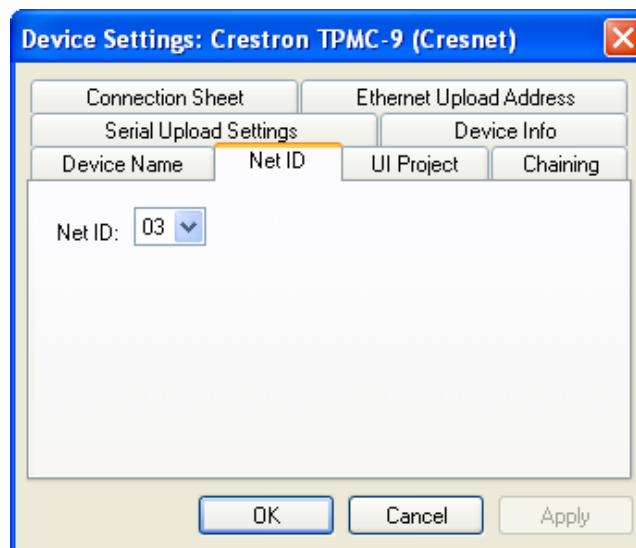 Device Settings: Crestron TPMC-9 (Cresnet)
Connection Sheet Ethernet Upload Address
Serial Upload Settings Device Info
Device Name Net ID UI Project Chaining
Net ID: 03
OK Cancel Apply